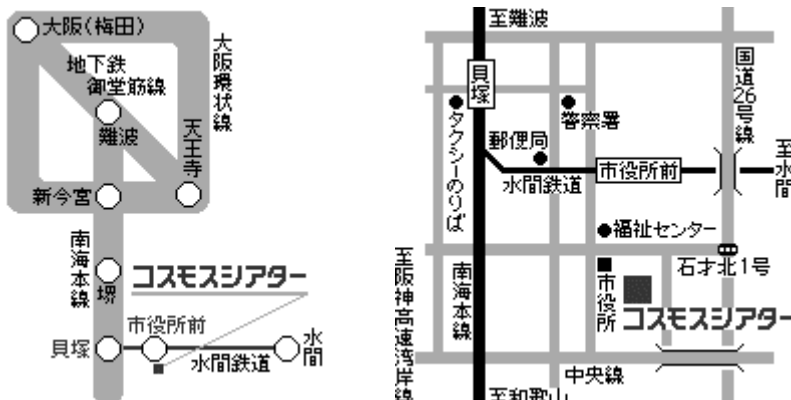 大阪(梅田)
地下鉄
御堂筋線
大阪環状線
難波
天王寺
新今宮
南海本線
堺
コスモスシアター
市役所前
貝塚
水間鉄道
水間
至難波
国道26号線
貝塚
タクシーのりば
警察署
郵便局
市役所前
水間鉄道
至水間
福祉センター
石才北1号
市役所
コスモスシアター
至阪神高速湾岸線
南海本線
中央線
至和歌山